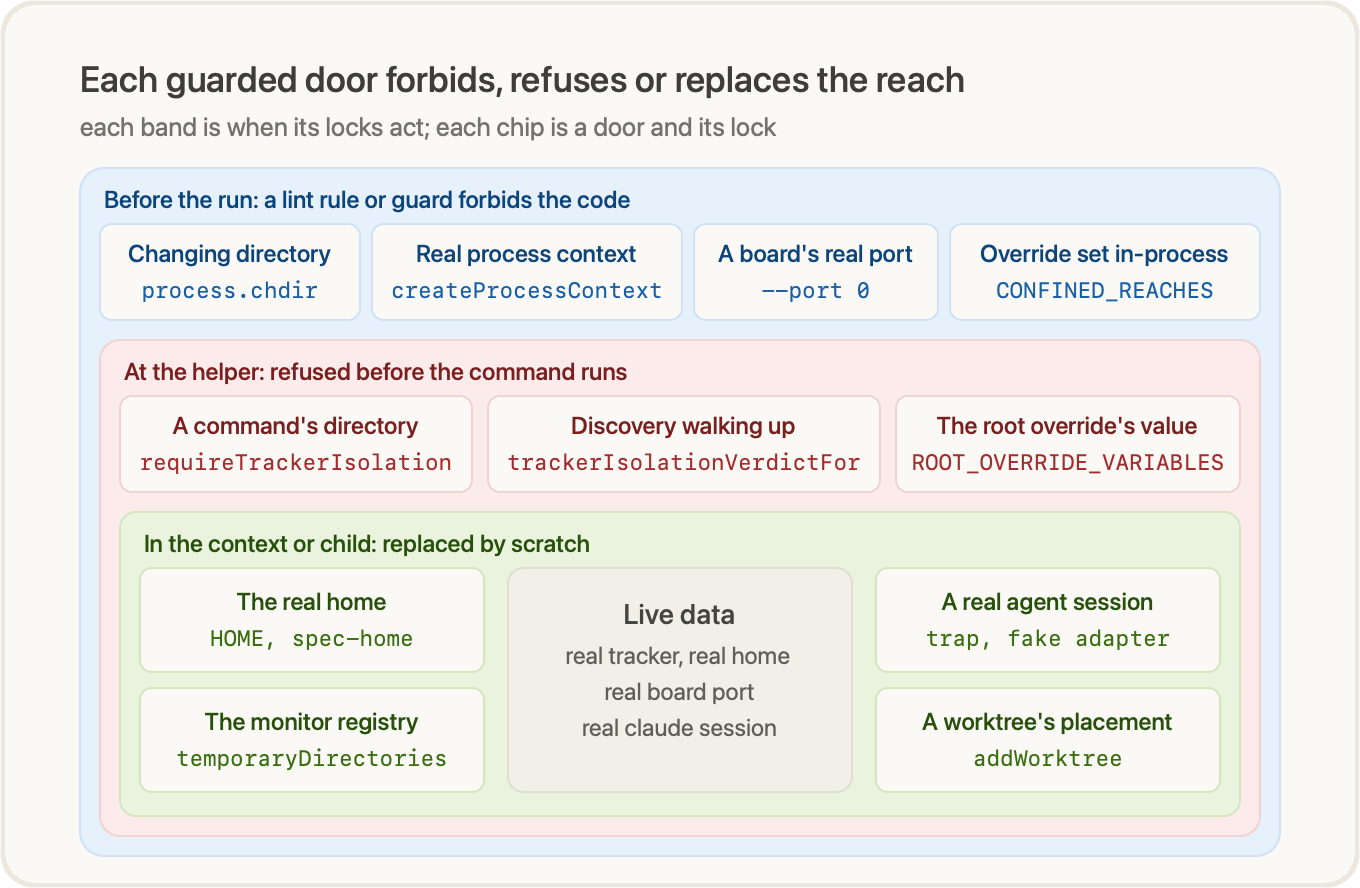 Each guarded door forbids, refuses or replaces the reach
each band is when its locks act; each chip is a door and its lock
Before the run: a lint rule or guard forbids the code
Changing directory
process.chdir
Real process context
createProcessContext
A board's real port
--port 0
Override set in-process
CONFINED_REACHES
At the helper: refused before the command runs
A command's directory
requireTrackerIsolation
Discovery walking up
trackerIsolationVerdictFor
The root override's value
ROOT_OVERRIDE_VARIABLES
In the context or child: replaced by scratch
The real home
HOME, spec-home
The monitor registry
temporaryDirectories
Live data
real tracker, real home
real board port
real claude session
A real agent session
trap, fake adapter
A worktree's placement
addWorktree